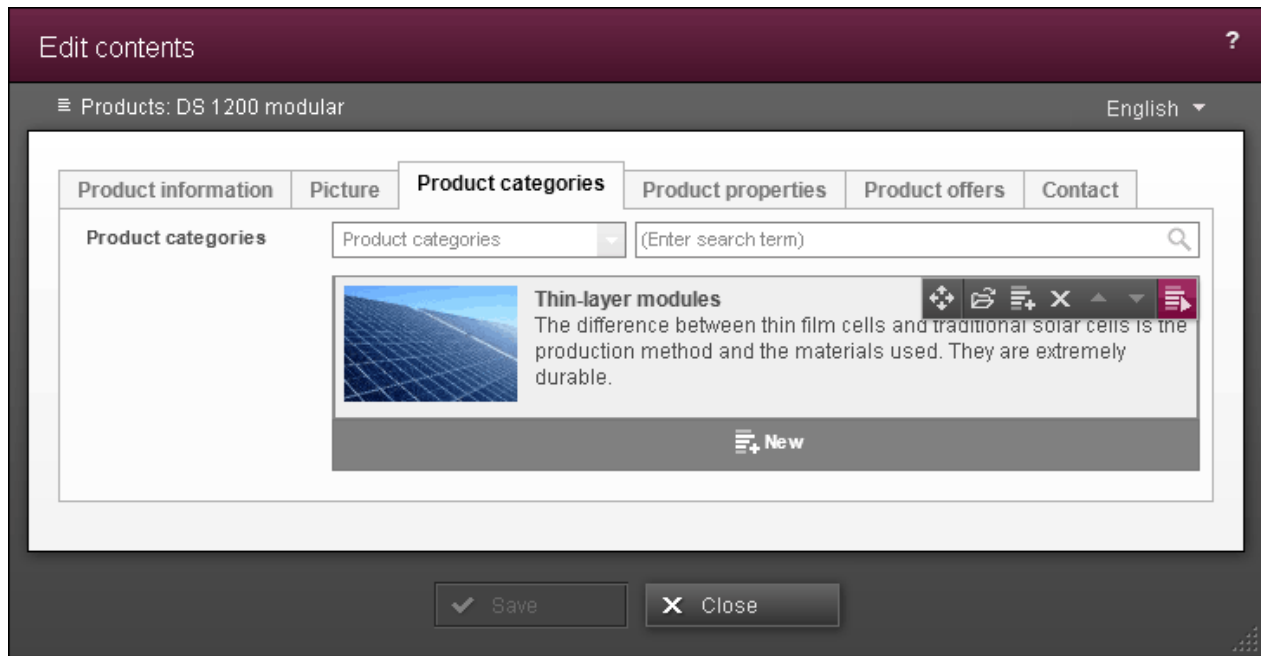 Edit contents
?
Products: DS 1200 modular
English
Product information
Picture
Product categories
Product properties
Product offers
Contact
Product categories
Product categories
(Enter search term)
Thin-layer modules
The difference between thin film cells and traditional solar cells is the
production method and the materials used. They are extremely
durable.
New
Save
Close